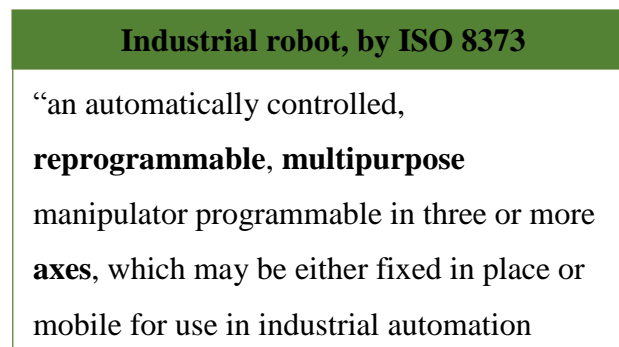 Industrial robot, by ISO 8373
“an automatically controlled,
reprogrammable, multipurpose
manipulator programmable in three or more
axes, which may be either fixed in place or
mobile for use in industrial automation